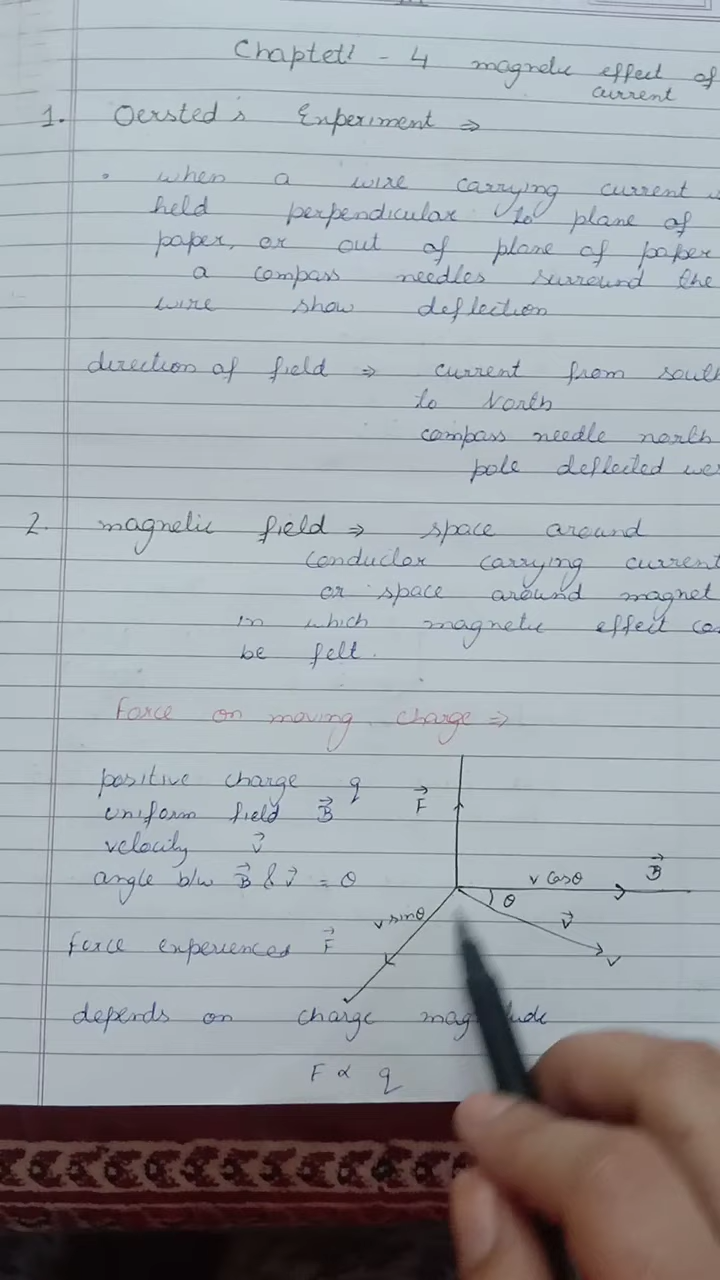 Chapter - 4 magnetic effect of
current
1. Oersted's Experiment ⇒
when a wire carrying current
held perpendicular to plane of
paper, or out of plane of paper
a compass needles surround the
wire show deflection
direction of field ⇒ current from south
to North
compass needle north
pole deflected
2. magnetic field ⇒ space around
conductor carrying current
or space around magnet
in which magnetic effect
be felt.
Force on moving charge ⇒
positive charge q
uniform field B⃗
velocity v⃗
angle b/w B⃗ & v⃗ = θ
force experiences F⃗
depends on charge
F ∝ q
F⃗
v cosθ
B⃗
θ
v sinθ
v⃗
v